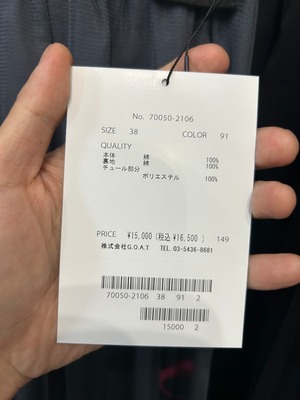 No. 70050-2106
SIZE 38 COLOR 91
QUALITY
本体 綿 100%
裏地 綿 100%
チュール部分
ポリエステル 100%
PRICE ¥15,000 (税込 ¥16,500 ) 149
株式会社G.O.A.T TEL.03-5436-8681
70050-2106 38 91 2
15000 2